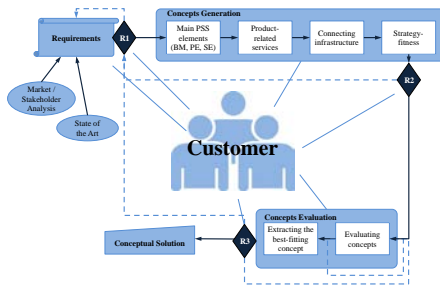 Concepts Generation
Requirements
R1
Main PSS
elements
(BM, PE, SE)
Product-
related
services
Connecting
infrastructure
Strategy-
fitness
R2
Market /
Stakeholder
Analysis
State of
the Art
Customer
Concepts Evaluation
Conceptual Solution
R3
Extracting the
best-fitting
concept
Evaluating
concepts